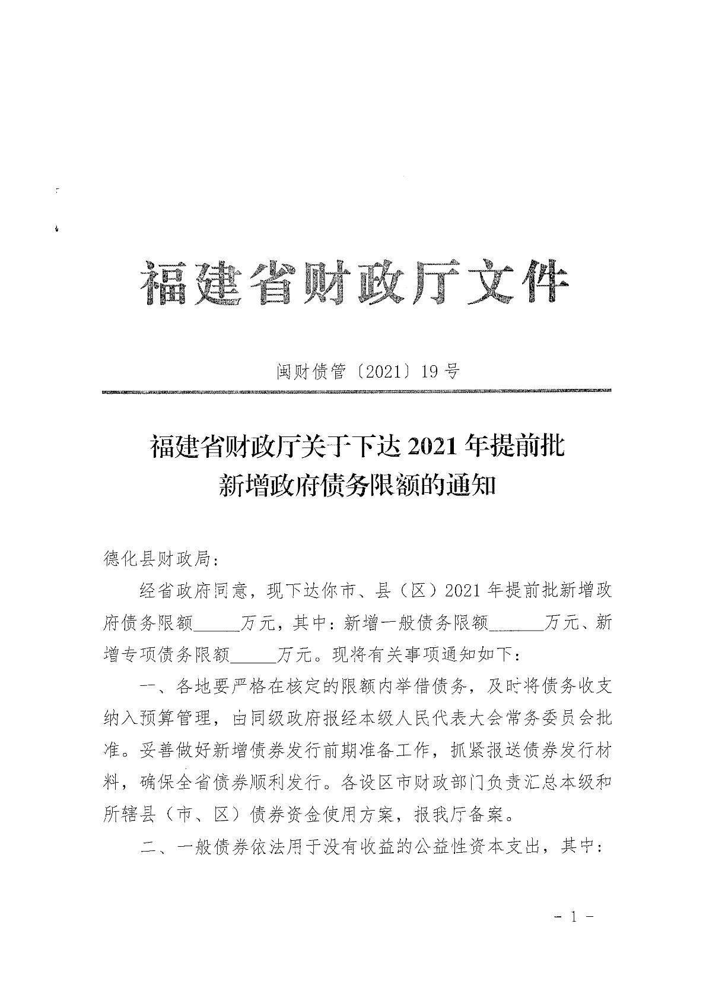 福建省财政厅文件
闽财债管〔2021〕19号
福建省财政厅关于下达2021年提前批
新增政府债务限额的通知
德化县财政局：
经省政府同意，现下达你市、县（区）2021年提前批新增政
府债务限额_____万元，其中：新增一般债务限额______万元、新
增专项债务限额_____万元。现将有关事项通知如下：
一、各地要严格在核定的限额内举借债务，及时将债务收支
纳入预算管理，由同级政府报经本级人民代表大会常务委员会批
准。妥善做好新增债券发行前期准备工作，抓紧报送债券发行材
料，确保全省债券顺利发行。各设区市财政部门负责汇总本级和
所辖县（市、区）债券资金使用方案，报我厅备案。
二、一般债券依法用于没有收益的公益性资本支出，其中：
- 1 -